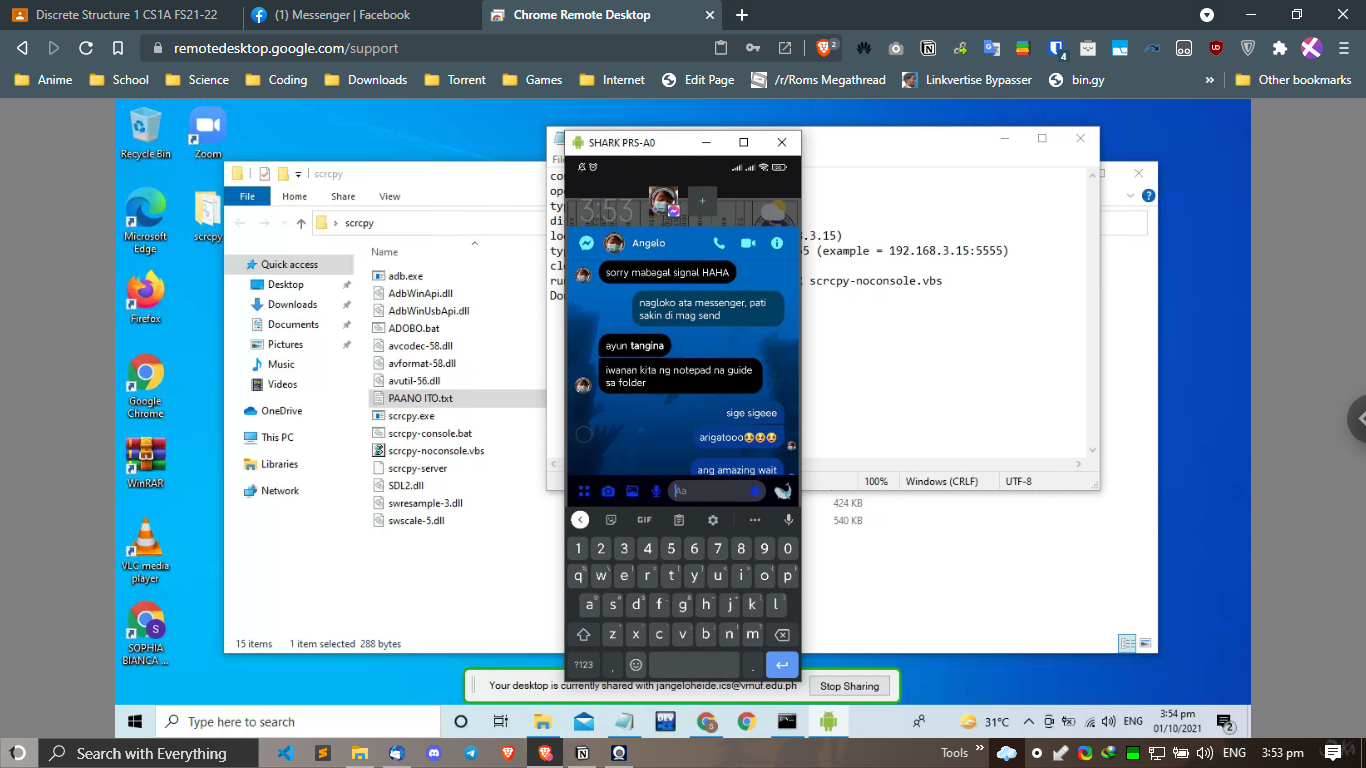 Discrete Structure 1 CS1A FS21-22
(1) Messenger | Facebook
Chrome Remote Desktop
remotedesktop.google.com/support
2
4
Anime
School
Science
Coding
Downloads
Torrent
Games
Internet
Edit Page
/r/Roms Megathread
Linkvertise Bypasser
bin.gy
»
Other bookmarks
Recycle Bin
Zoom
Microsoft Edge
scrcpy
Firefox
Google Chrome
WinRAR
VLC media player
SOPHIA BIANCA ...
scrcpy
File
Home
Share
View
scrcpy
Quick access
Desktop
Downloads
Documents
Pictures
Music
Videos
OneDrive
This PC
Libraries
Network
Name
adb.exe
AdbWinApi.dll
AdbWinUsbApi.dll
ADOBO.bat
avcodec-58.dll
avformat-58.dll
avutil-56.dll
PAANO ITO.txt
scrcpy.exe
scrcpy-console.bat
scrcpy-noconsole.vbs
scrcpy-server
SDL2.dll
swresample-3.dll
swscale-5.dll
424 KB
540 KB
15 items
1 item selected 288 bytes
8.3.15)
55 (example = 192.168.3.15:5555)
scrcpy-noconsole.vbs
100%
Windows (CRLF)
UTF-8
SHARK PRS-A0
3:53
Angelo
sorry mabagal signal HAHA
nagloko ata messenger, pati
sakin di mag send
ayun tangina
iwanan kita ng notepad na guide
sa folder
sige sigeee
arigatooo🥺🥺🥺
ang amazing wait
Aa
GIF
1 2 3 4 5 6 7 8 9 0
q w e r t y u i o p
a s d f g h j k l
z x c v b n m
?123 , .
Your desktop is currently shared with jangeloheide.ics@vmuf.edu.ph
Stop Sharing
Type here to search
31°C
ENG
3:54 pm
01/10/2021
2
Search with Everything
Tools
»
ENG
3:53 pm